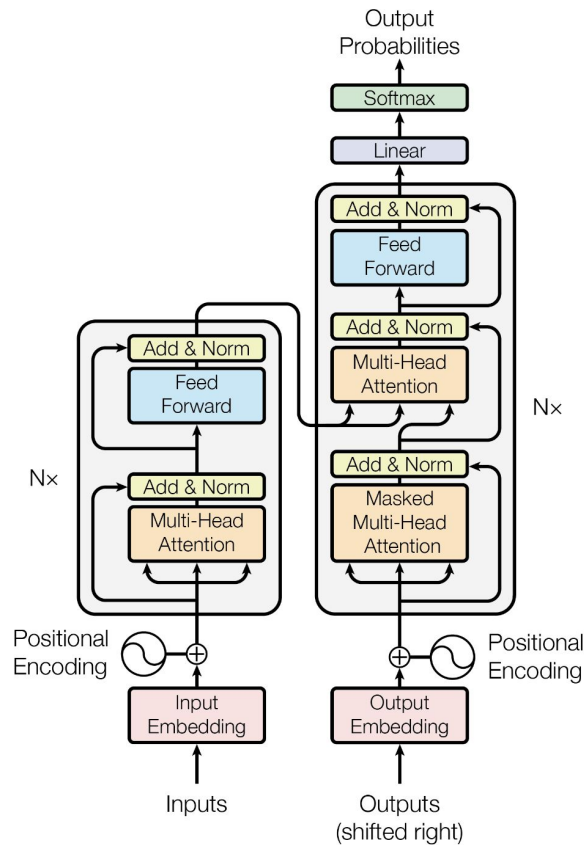 Output
Probabilities
Softmax
Linear
Add & Norm
Feed
Forward
Add & Norm
Multi-Head
Attention
Add & Norm
Masked
Multi-Head
Attention
N×
Add & Norm
Feed
Forward
Add & Norm
Multi-Head
Attention
N×
Positional
Encoding
Positional
Encoding
Input
Embedding
Output
Embedding
Inputs
Outputs
(shifted right)